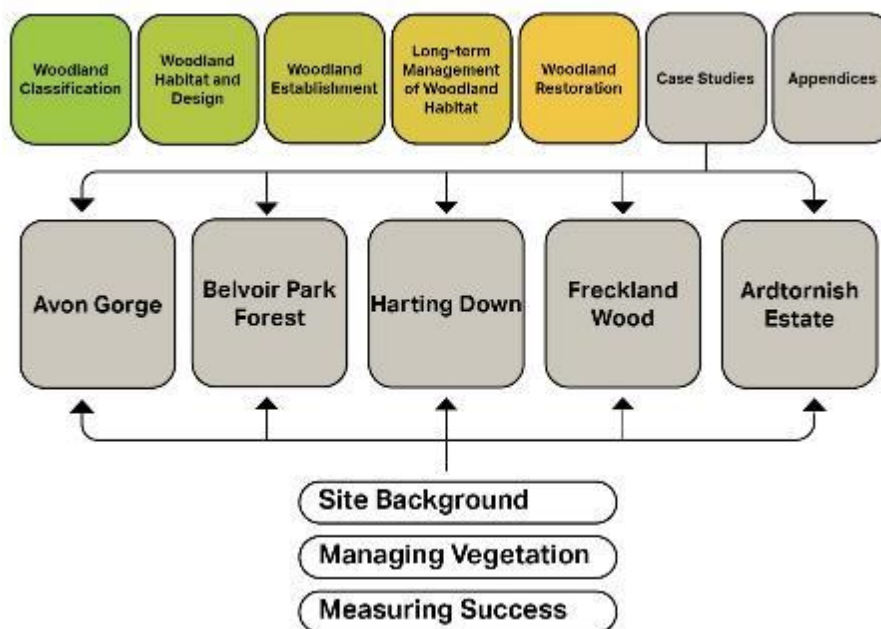 Woodland
Classification
Woodland
Habitat and
Design
Woodland
Establishment
Long-term
Management
of Woodland
Habitat
Woodland
Restoration
Case Studies
Appendices
Avon Gorge
Belvoir Park
Forest
Harting Down
Freckland
Wood
Ardtornish
Estate
Site Background
Managing Vegetation
Measuring Success